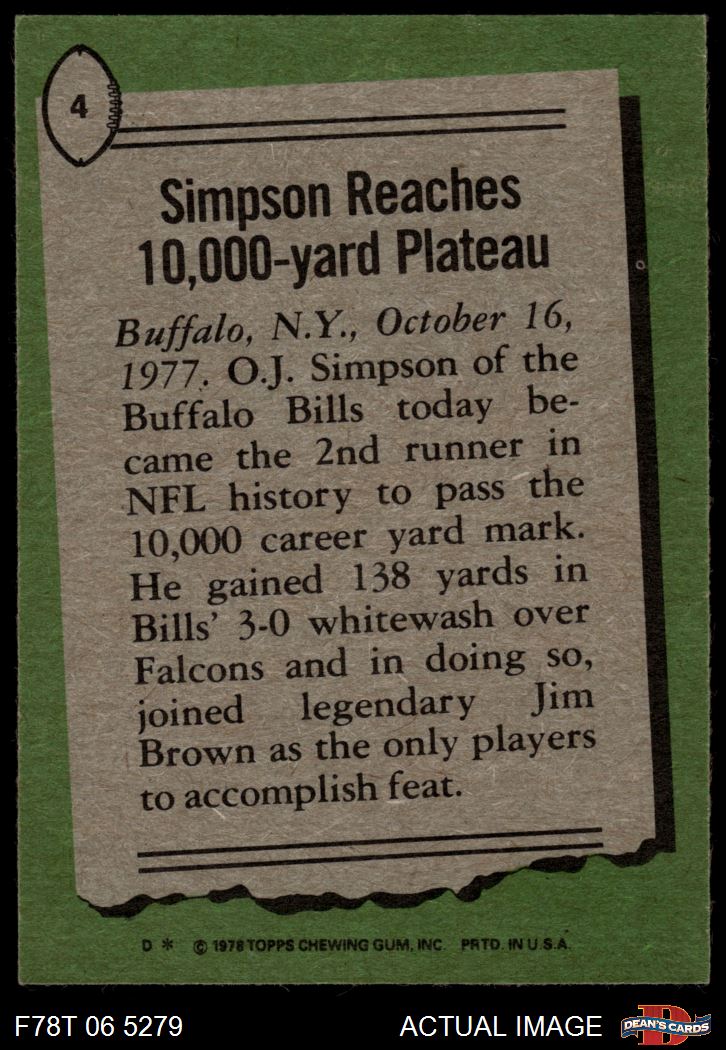 4
Simpson Reaches
10,000-yard Plateau
Buffalo, N.Y., October 16,
1977. O.J. Simpson of the
Buffalo Bills today be-
came the 2nd runner in
NFL history to pass the
10,000 career yard mark.
He gained 138 yards in
Bills' 3-0 whitewash over
Falcons and in doing so,
joined legendary Jim
Brown as the only players
to accomplish feat.
D * © 1978 TOPPS CHEWING GUM, INC. PRTD. IN U.S.A.
F78T 06 5279 ACTUAL IMAGE D DEAN'S CARDS